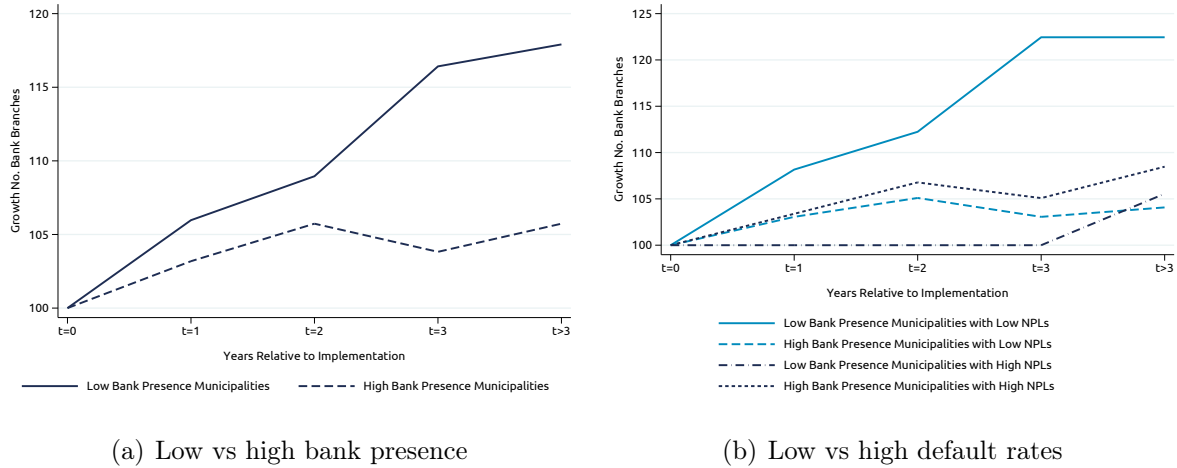 120
115
110
105
100
Growth No. Bank Branches
t=0 t=1 t=2 t=3 t>3
Years Relative to Implementation
Low Bank Presence Municipalities
High Bank Presence Municipalities
(a) Low vs high bank presence
125
120
115
110
105
100
Growth No. Bank Branches
t=0 t=1 t=2 t=3 t>3
Years Relative to Implementation
Low Bank Presence Municipalities with Low NPLs
High Bank Presence Municipalities with Low NPLs
Low Bank Presence Municipalities with High NPLs
High Bank Presence Municipalities with High NPLs
(b) Low vs high default rates